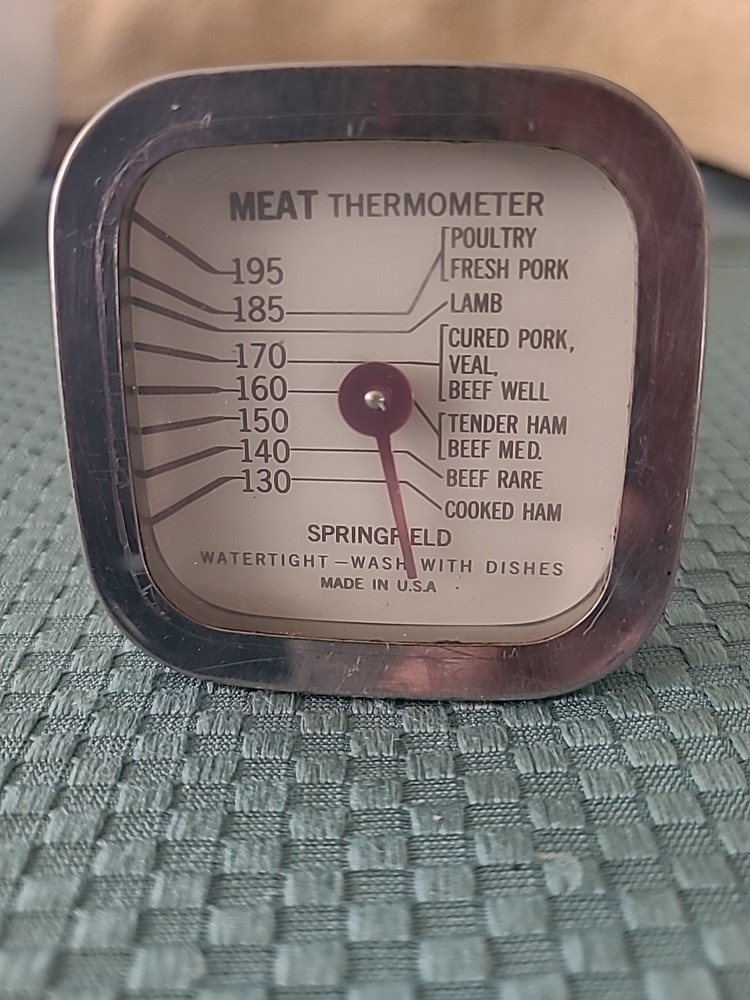 MEAT THERMOMETER
195
185
170
160
150
140
130
POULTRY
FRESH PORK
LAMB
CURED PORK,
VEAL,
BEEF WELL
TENDER HAM
BEEF MED.
BEEF RARE
COOKED HAM
SPRINGFIELD
WATERTIGHT—WASH WITH DISHES
MADE IN U.S.A